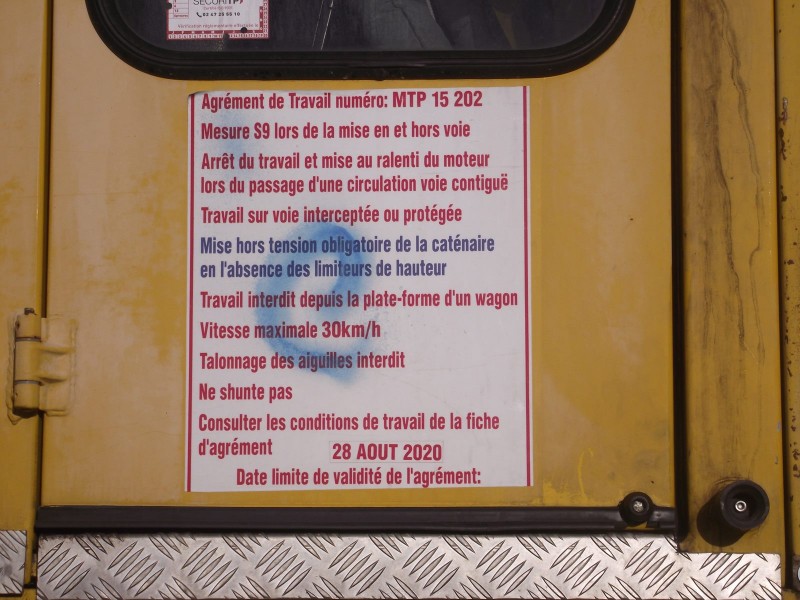 SECURIT
Agrément de Travail numéro: MTP 15 202
Mesure S9 lors de la mise en et hors voie
Arrêt du travail et mise au ralenti du moteur
lors du passage d'une circulation voie contiguë
Travail sur voie interceptée ou protégée
Mise hors tension obligatoire de la caténaire
en l'absence des limiteurs de hauteur
Travail interdit depuis la plate-forme d'un wagon
Vitesse maximale 30km/h
Talonnage des aiguilles interdit
Ne shunte pas
Consulter les conditions de travail de la fiche
d'agrément
28 AOUT 2020
Date limite de validité de l'agrément: